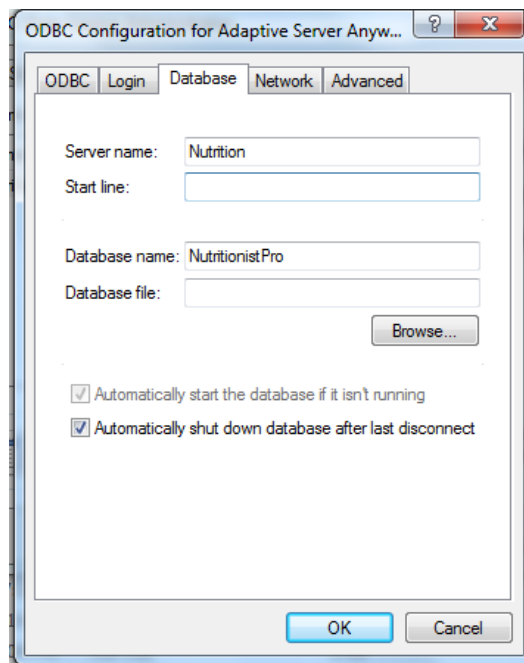 ODBC Configuration for Adaptive Server Anyw...
ODBC Login Database Network Advanced
Server name: Nutrition
Start line:
Database name: NutritionistPro
Database file:
Browse...
Automatically start the database if it isn't running
Automatically shut down database after last disconnect
OK Cancel